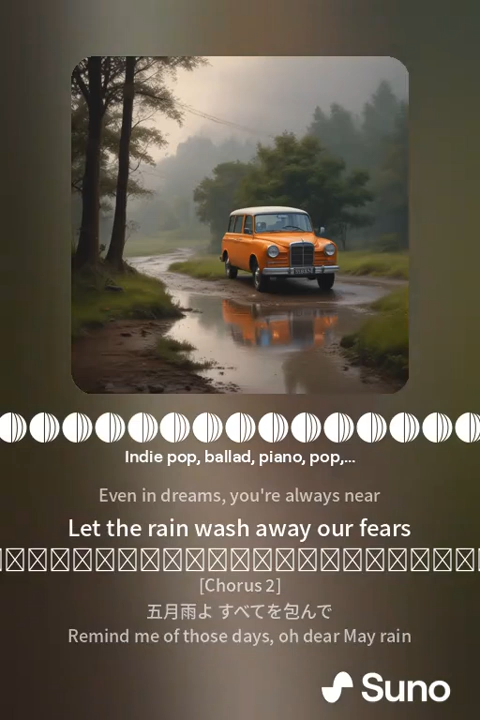 Indie pop, ballad, piano, pop,...
Even in dreams, you're always near
Let the rain wash away our fears
[Chorus 2]
五月雨よ すべてを包んで
Remind me of those days, oh dear May rain
Suno